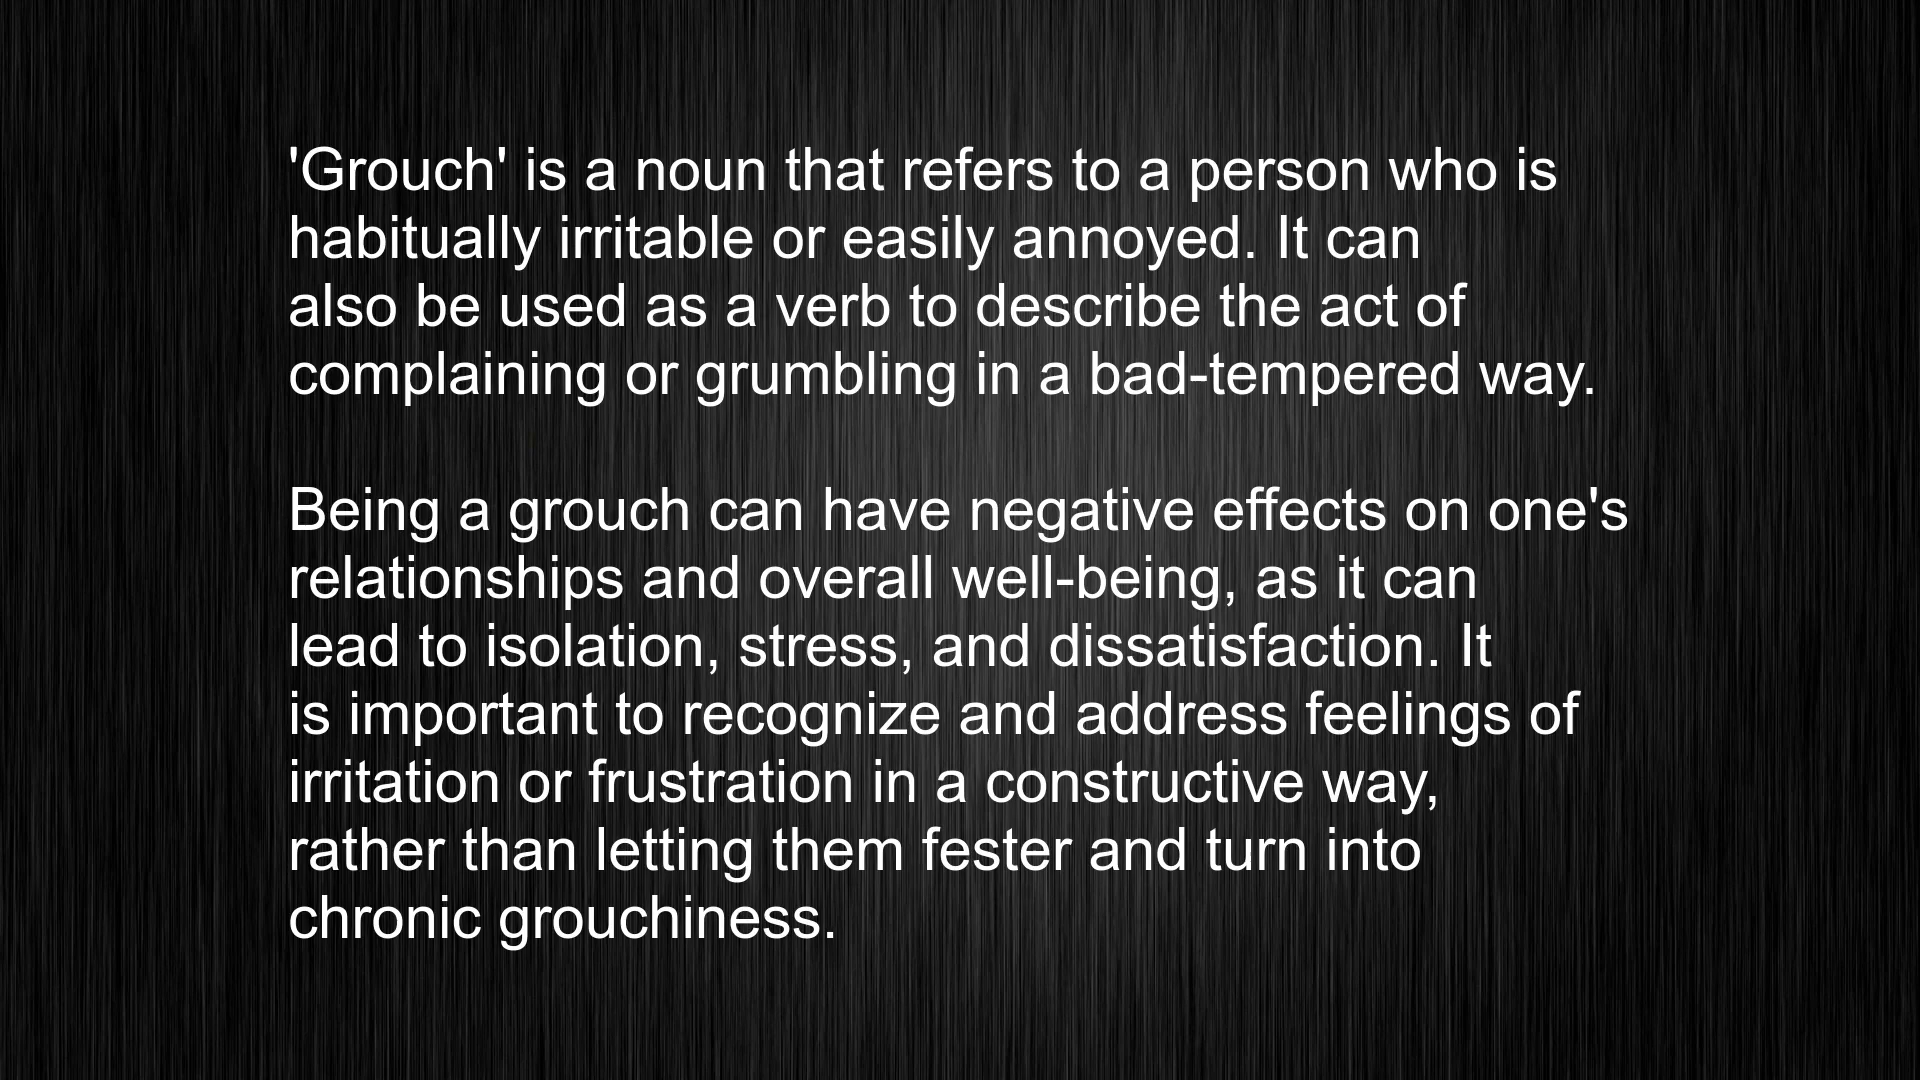 'Grouch' is a noun that refers to a person who is
habitually irritable or easily annoyed. It can
also be used as a verb to describe the act of
complaining or grumbling in a bad-tempered way.
Being a grouch can have negative effects on one's
relationships and overall well-being, as it can
lead to isolation, stress, and dissatisfaction. It
is important to recognize and address feelings of
irritation or frustration in a constructive way,
rather than letting them fester and turn into
chronic grouchiness.